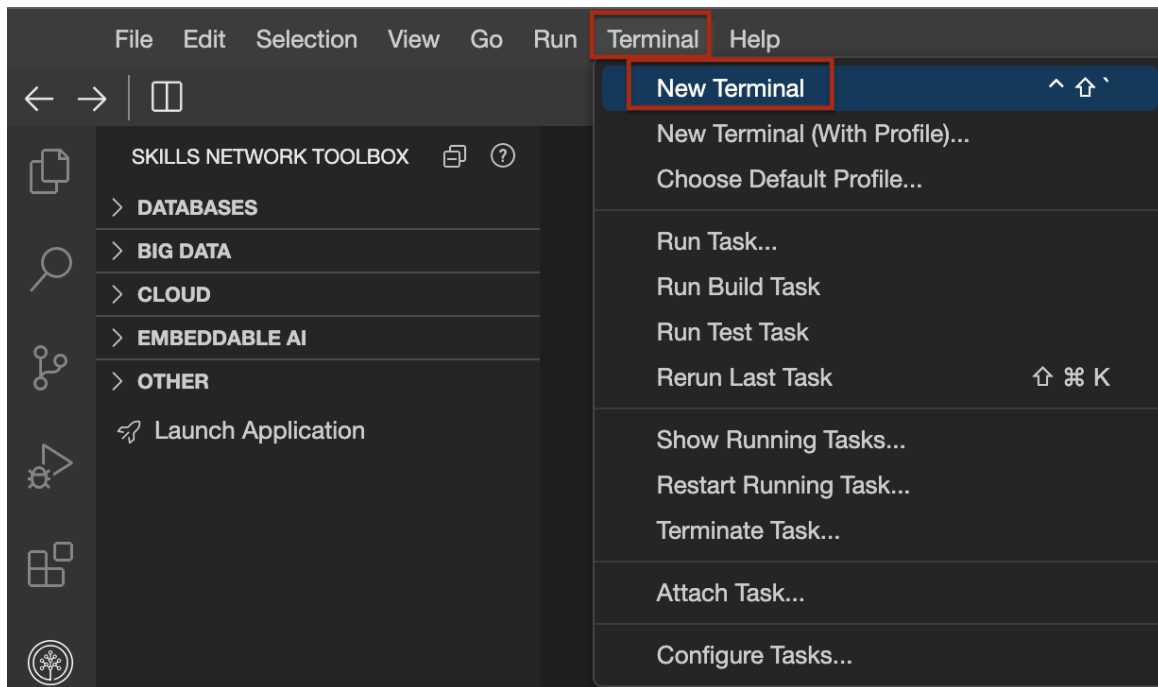 File Edit Selection View Go Run Terminal Help
SKILLS NETWORK TOOLBOX
DATABASES
BIG DATA
CLOUD
EMBEDDABLE AI
OTHER
Launch Application
New Terminal ^ ⇧ `
New Terminal (With Profile)...
Choose Default Profile...
Run Task...
Run Build Task
Run Test Task
Rerun Last Task ⇧ ⌘ K
Show Running Tasks...
Restart Running Task...
Terminate Task...
Attach Task...
Configure Tasks...